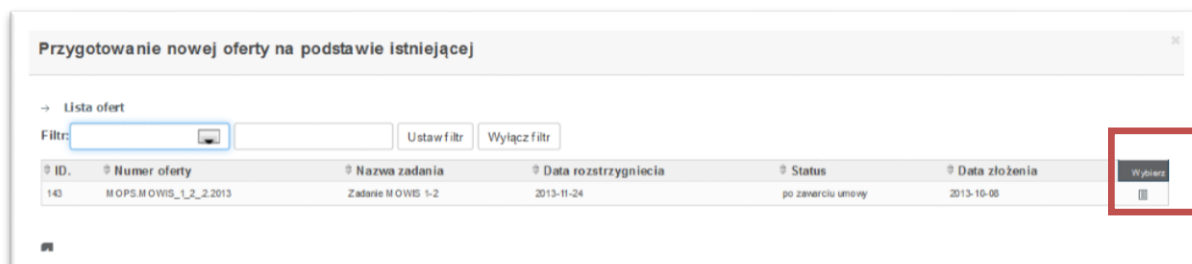 Przygotowanie nowej oferty na podstawie istniejącej
→ Lista ofert
Filtr: Ustaw filtr Wyłącz filtr
ID. Numer oferty Nazwa zadania Data rozstrzygniecia Status Data złożenia Wybierz
143 MOPS.MOWIS_1_2_2.2013 Zadanie MOWIS 1-2 2013-11-24 po zawarciu umowy 2013-10-08